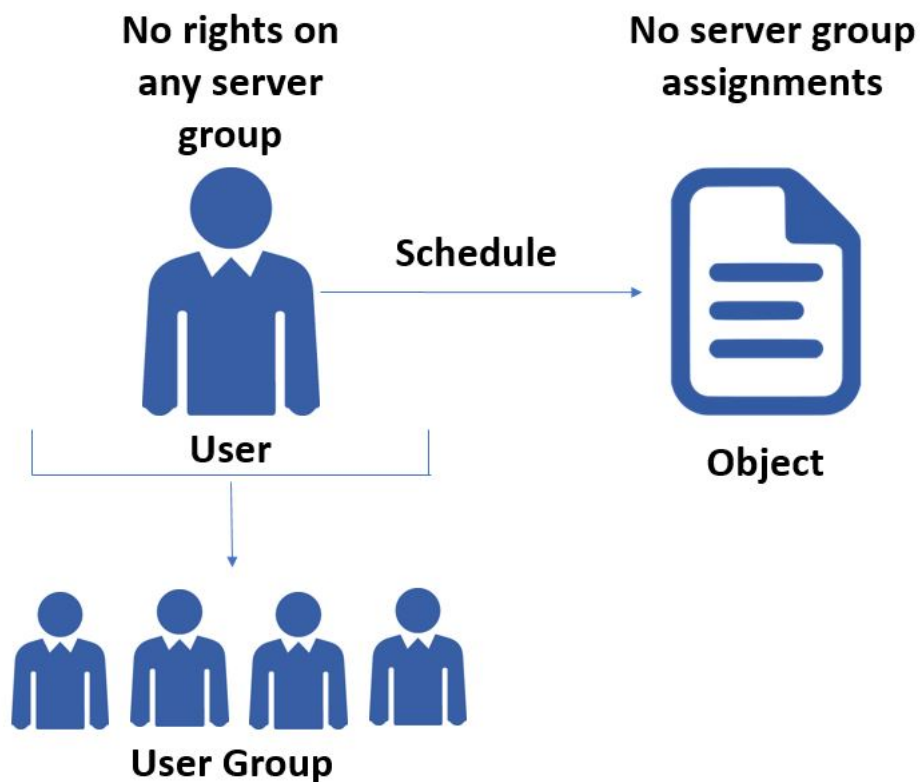 No rights on
any server
group
No server group
assignments
Schedule
User
Object
User Group